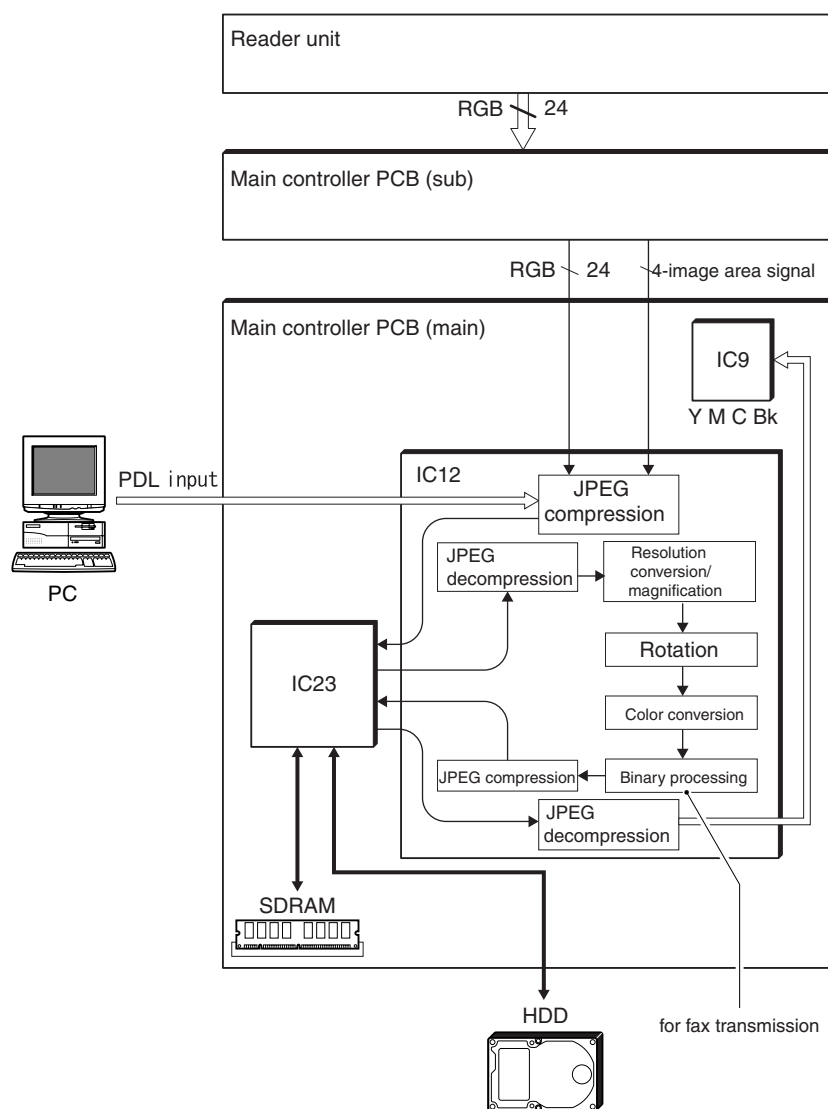 Reader unit
RGB 24
Main controller PCB (sub)
RGB 24 4-image area signal
Main controller PCB (main)
IC9
Y M C Bk
PDL input
PC
IC12
JPEG
compression
JPEG
decompression
Resolution
conversion/
magnification
Rotation
IC23
Color conversion
JPEG compression
Binary processing
JPEG
decompression
SDRAM
HDD
for fax transmission